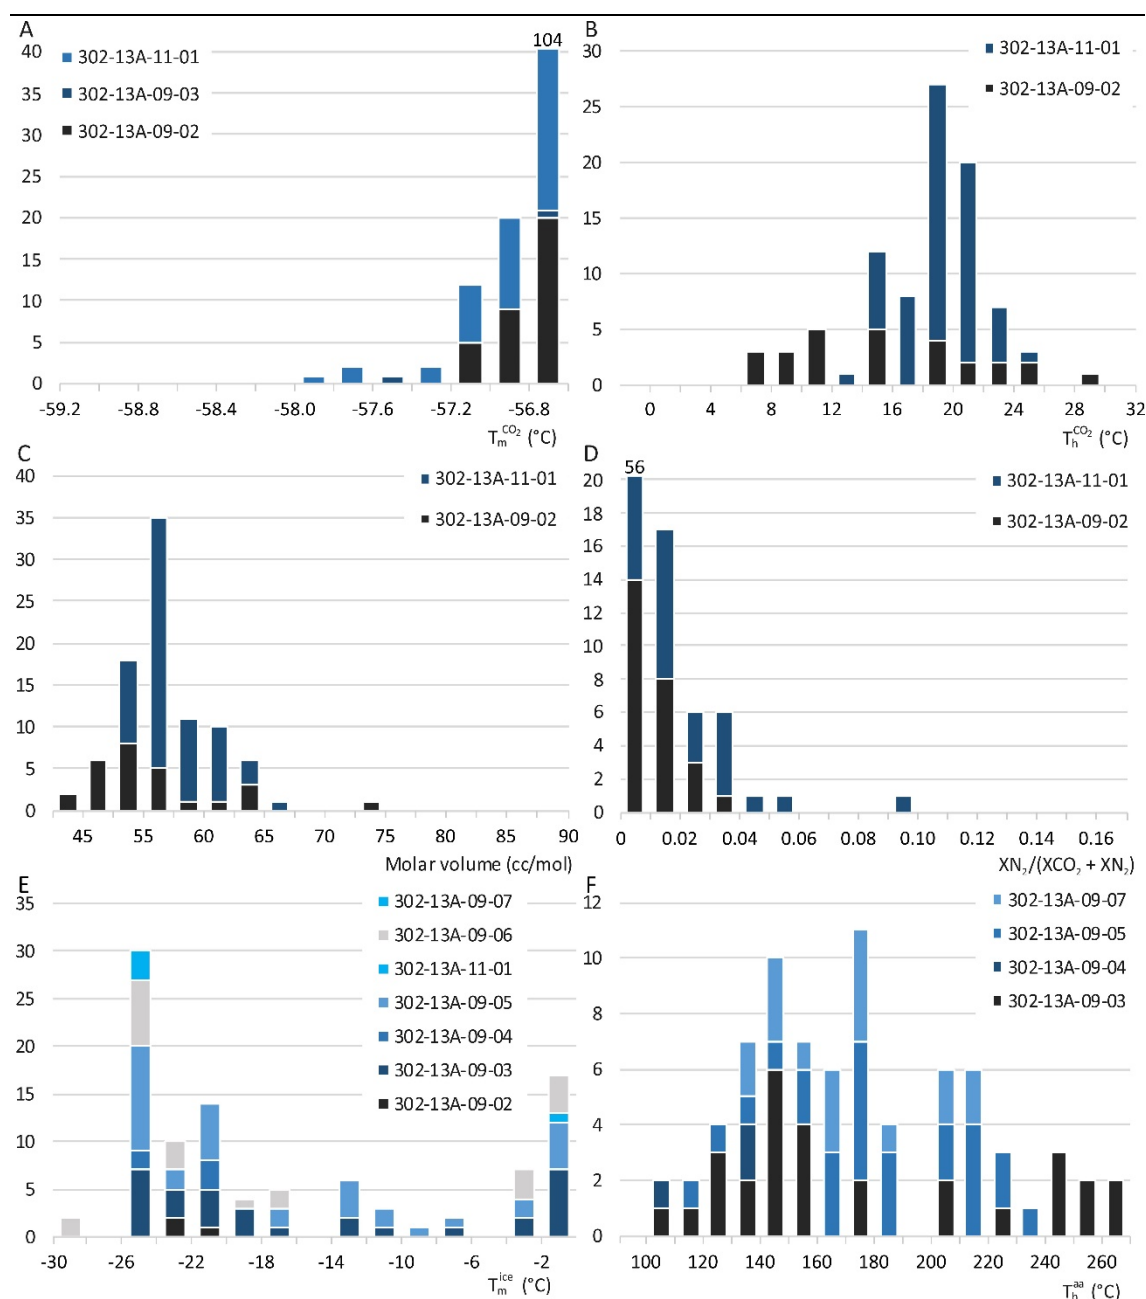 A
104
302-13A-11-01
302-13A-09-03
302-13A-09-02
40
35
30
25
20
15
10
5
0
-59.2 -58.8 -58.4 -58.0 -57.6 -57.2 -56.8
Tm CO2 (°C)
B
302-13A-11-01
302-13A-09-02
30
25
20
15
10
5
0
0 4 8 12 16 20 24 28 32
Th CO2 (°C)
C
302-13A-11-01
302-13A-09-02
40
35
30
25
20
15
10
5
0
45 55 60 65 70 75 85 90
Molar volume (cc/mol)
D
56
302-13A-11-01
302-13A-09-02
20
18
16
14
12
10
8
6
4
2
0
0 0.02 0.04 0.06 0.08 0.10 0.12 0.14 0.16
XN2/(XCO2 + XN2)
E
302-13A-09-07
302-13A-09-06
302-13A-11-01
302-13A-09-05
302-13A-09-04
302-13A-09-03
302-13A-09-02
35
30
25
20
15
10
5
0
-30 -26 -22 -18 -14 -10 -6 -2
Tm ice (°C)
F
302-13A-09-07
302-13A-09-05
302-13A-09-04
302-13A-09-03
12
10
8
6
4
2
0
100 120 140 160 180 200 220 240 260
Th aa (°C)